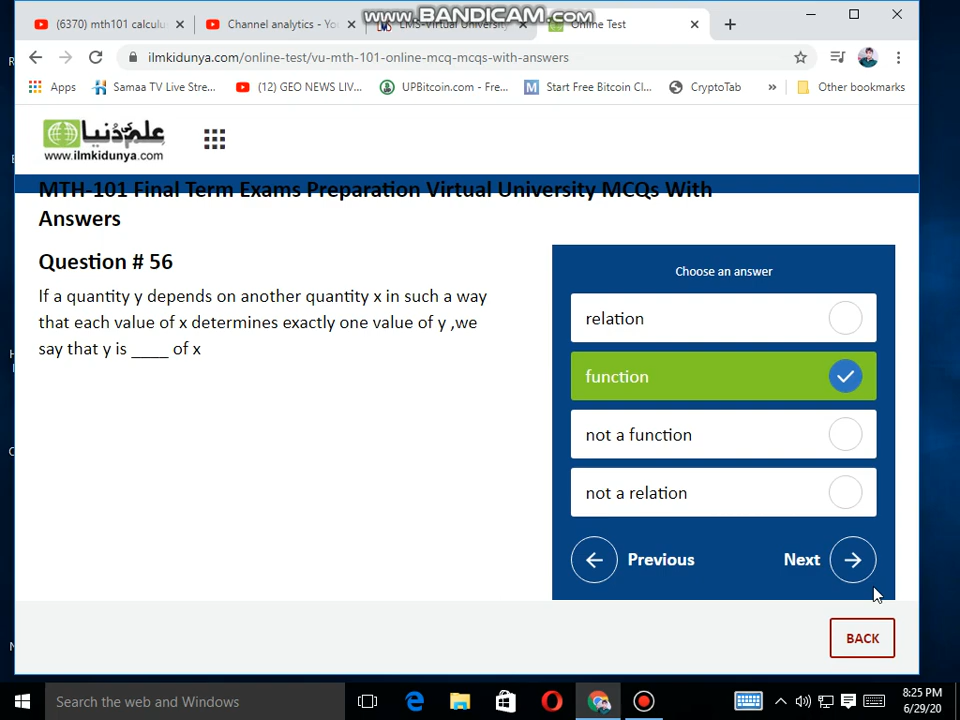 www.BANDICAM.com
(6370) mth101 calculu
Channel analytics - Yo
LMS-Virtual University
Online Test
ilmkidunya.com/online-test/vu-mth-101-online-mcq-mcqs-with-answers
Apps
Samaa TV Live Stre...
(12) GEO NEWS LIV...
UPBitcoin.com - Fre...
Start Free Bitcoin Cl...
CryptoTab
»
Other bookmarks
علم کی دنیا
www.ilmkidunya.com
MTH-101 Final Term Exams Preparation Virtual University MCQs With
Answers
Question # 56
If a quantity y depends on another quantity x in such a way
that each value of x determines exactly one value of y ,we
say that y is ____ of x
Choose an answer
relation
function
not a function
not a relation
Previous
Next
BACK
Search the web and Windows
8:25 PM
6/29/20